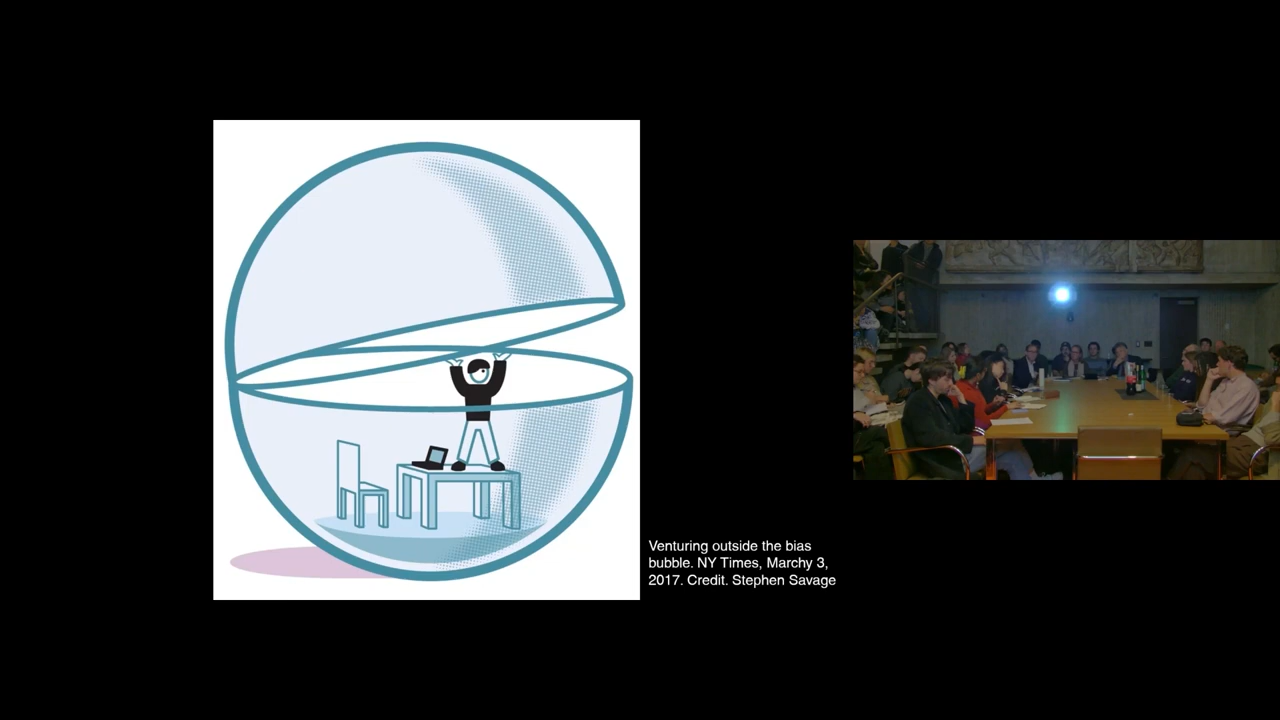 Venturing outside the bias
bubble. NY Times, Marchy 3,
2017. Credit. Stephen Savage